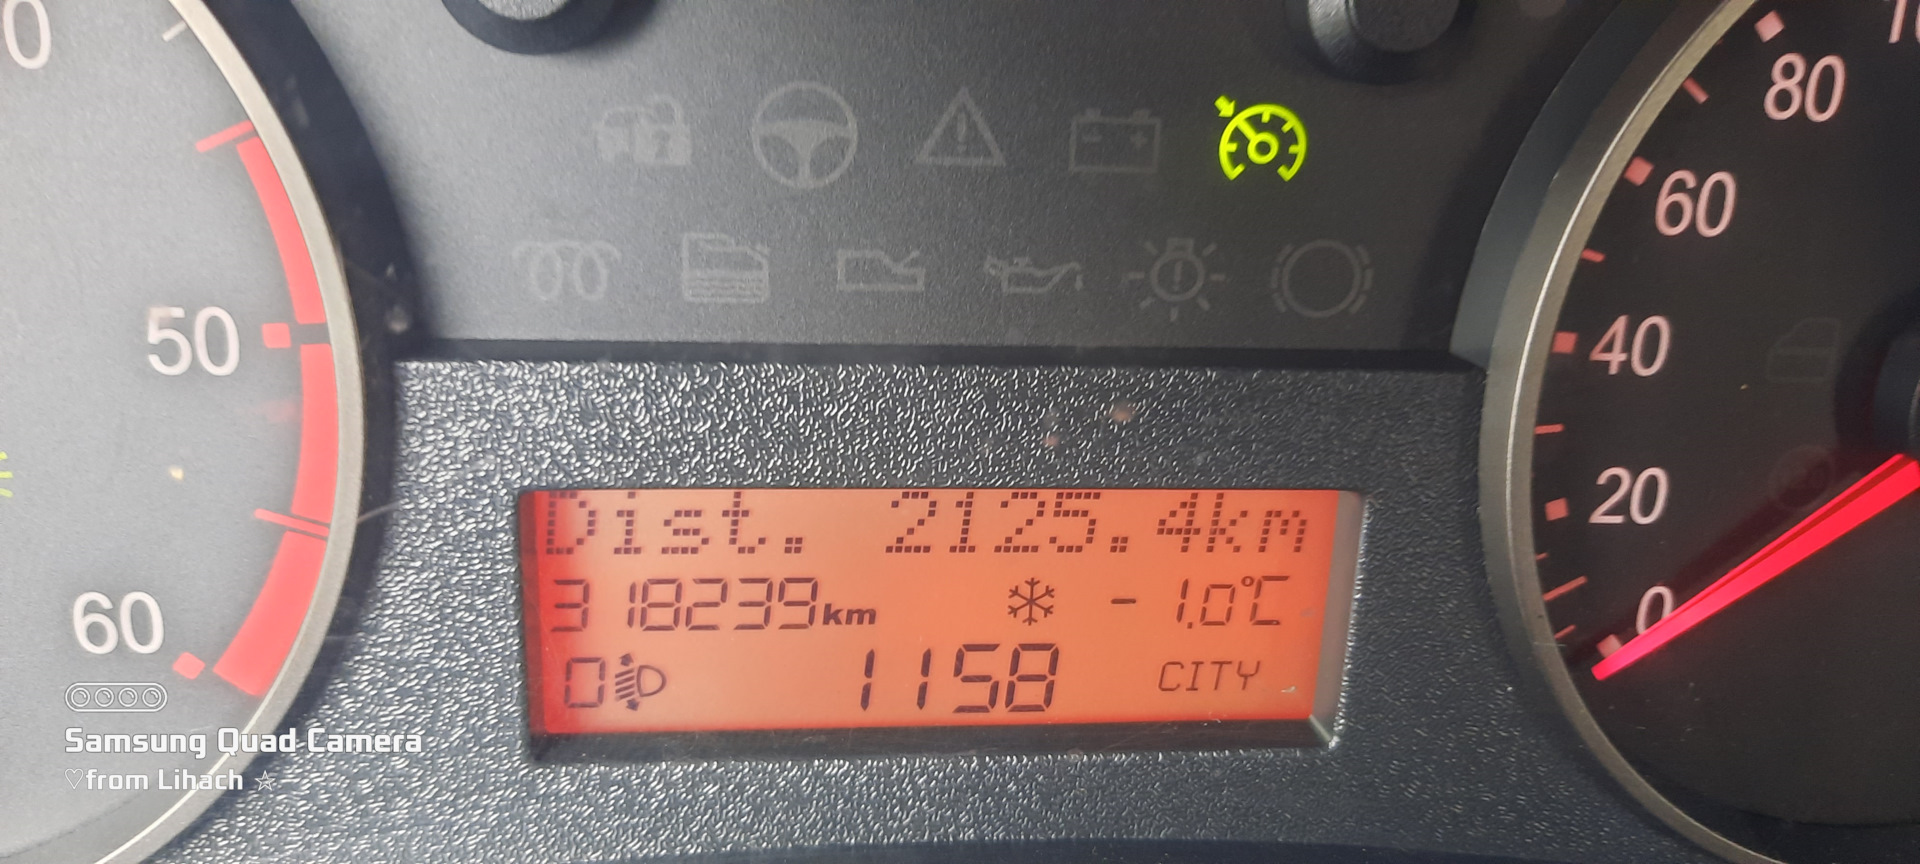 80
60
50
40
20
60
0
Dist. 2125.4km
318239km - 1.0°C
0 1158 CITY
Samsung Quad Camera
♡from Lihach ☆